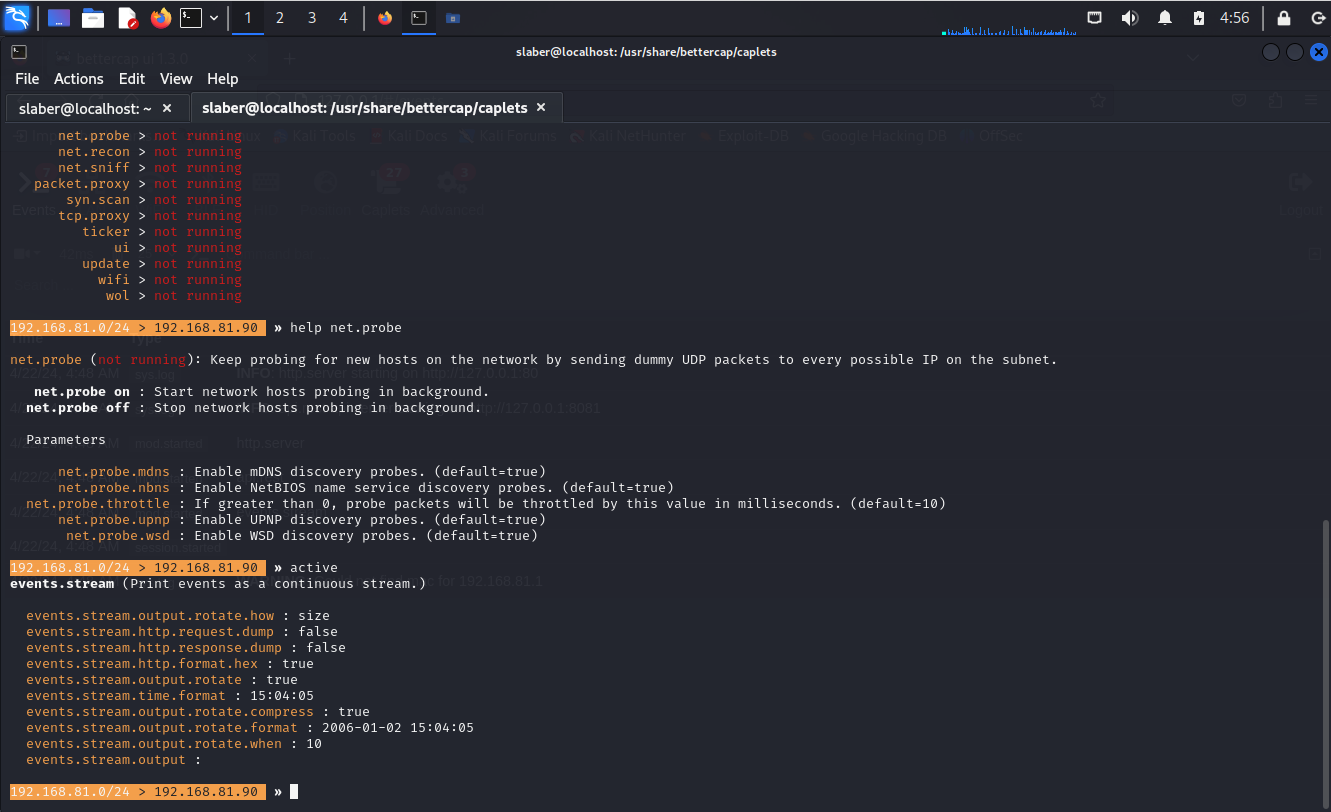 1 2 3 4 4:56
slaber@localhost: /usr/share/bettercap/caplets
File Actions Edit View Help
slaber@localhost: ~ × slaber@localhost: /usr/share/bettercap/caplets ×
net.probe > not running
net.recon > not running
net.sniff > not running
packet.proxy > not running
syn.scan > not running
tcp.proxy > not running
ticker > not running
ui > not running
update > not running
wifi > not running
wol > not running
192.168.81.0/24 > 192.168.81.90 » help net.probe
net.probe (not running): Keep probing for new hosts on the network by sending dummy UDP packets to every possible IP on the subnet.
net.probe on : Start network hosts probing in background.
net.probe off : Stop network hosts probing in background.
Parameters
net.probe.mdns : Enable mDNS discovery probes. (default=true)
net.probe.nbns : Enable NetBIOS name service discovery probes. (default=true)
net.probe.throttle : If greater than 0, probe packets will be throttled by this value in milliseconds. (default=10)
net.probe.upnp : Enable UPNP discovery probes. (default=true)
net.probe.wsd : Enable WSD discovery probes. (default=true)
192.168.81.0/24 > 192.168.81.90 » active
events.stream (Print events as a continuous stream.)
events.stream.output.rotate.how : size
events.stream.http.request.dump : false
events.stream.http.response.dump : false
events.stream.http.format.hex : true
events.stream.output.rotate : true
events.stream.time.format : 15:04:05
events.stream.output.rotate.compress : true
events.stream.output.rotate.format : 2006-01-02 15:04:05
events.stream.output.rotate.when : 10
events.stream.output :
192.168.81.0/24 > 192.168.81.90 »